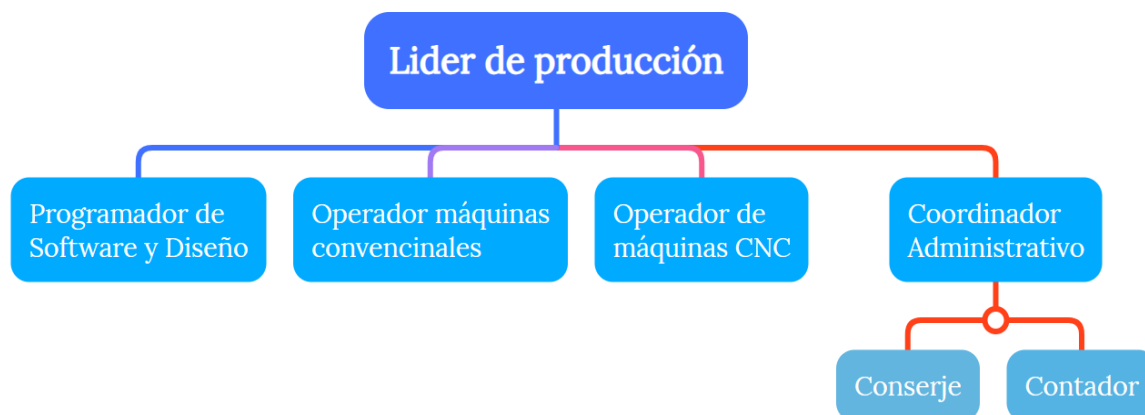 Lider de producción
Programador de
Software y Diseño
Operador máquinas
convencinales
Operador de
máquinas CNC
Coordinador
Administrativo
Conserje
Contador